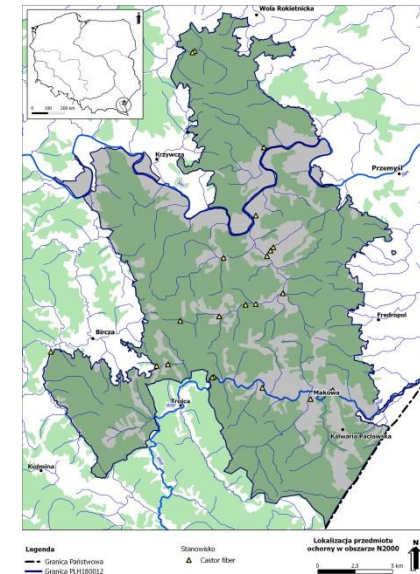 Wola Rokietnicka
0 100 200 km
Krzywcza
Przemyśl
Bircza
Fredropol
Trójca
Makowa
Kalwaria Pacławska
Kuźmina
Legenda
Granica Państwowa
Granica PLH180012
Stanowisko
Castor fiber
Lokalizacja przedmiotu
ochorny w obszarze N2000
0 2,5 5 km
N